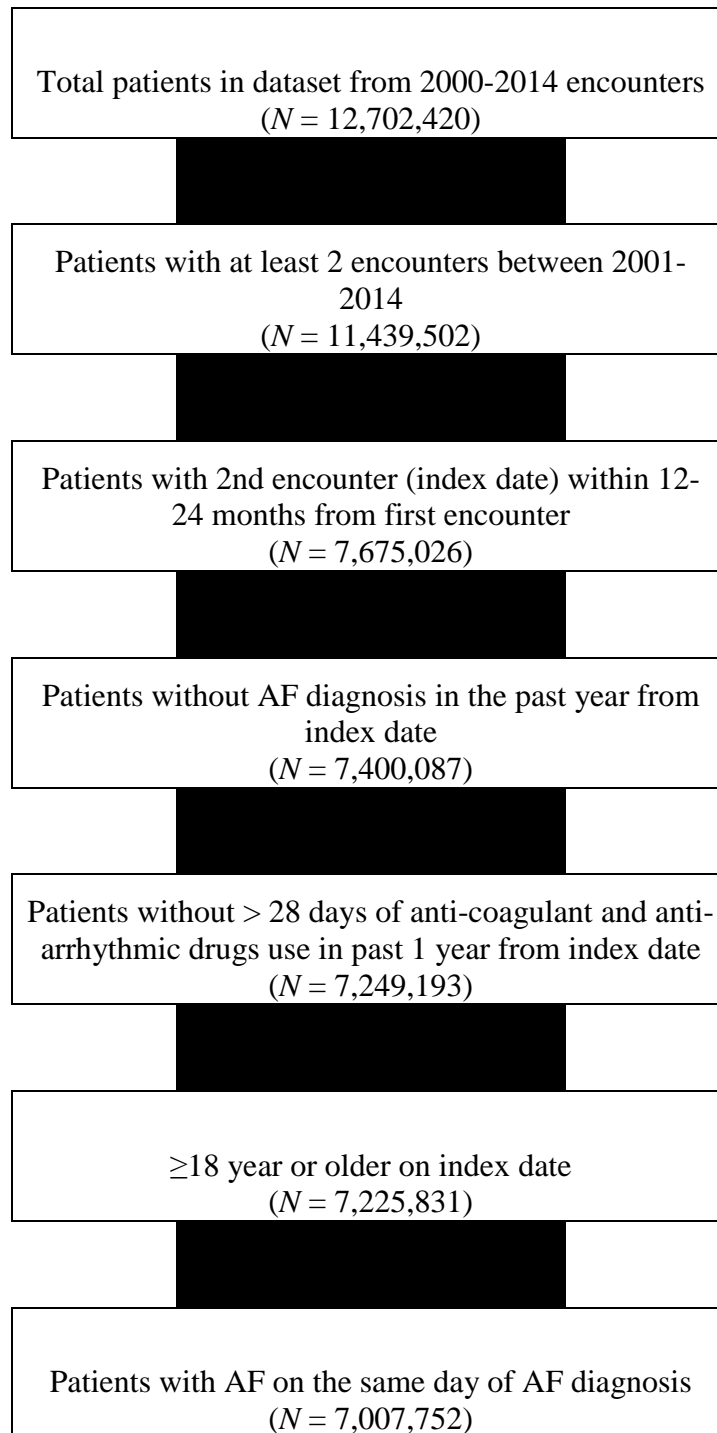 Total patients in dataset from 2000-2014 encounters
(N = 12,702,420)
Patients with at least 2 encounters between 2001-
2014
(N = 11,439,502)
Patients with 2nd encounter (index date) within 12-
24 months from first encounter
(N = 7,675,026)
Patients without AF diagnosis in the past year from
index date
(N = 7,400,087)
Patients without > 28 days of anti-coagulant and anti-
arrhythmic drugs use in past 1 year from index date
(N = 7,249,193)
≥18 year or older on index date
(N = 7,225,831)
Patients with AF on the same day of AF diagnosis
(N = 7,007,752)